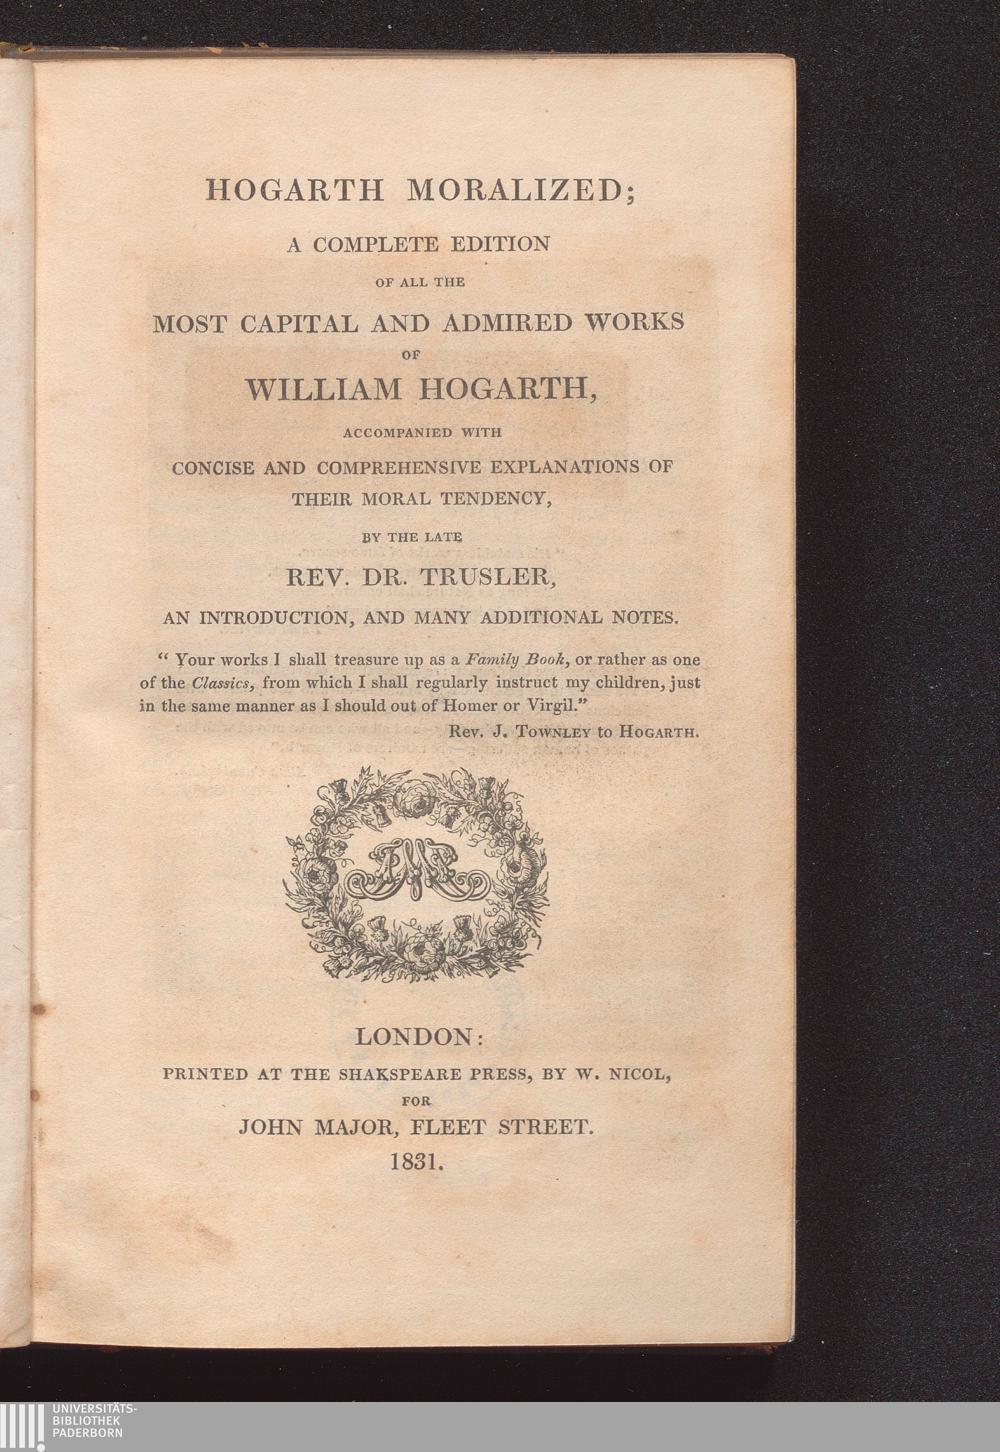 HOGARTH MORALIZED;
A COMPLETE EDITION
OF ALL THE
MOST CAPITAL AND ADMIRED WORKS
OF
WILLIAM HOGARTH,
ACCOMPANIED WITH
CONCISE AND COMPREHENSIVE EXPLANATIONS OF
THEIR MORAL TENDENCY,
BY THE LATE
REV. DR. TRUSLER,
AN INTRODUCTION, AND MANY ADDITIONAL NOTES.
“ Your works I shall treasure up as a Family Book, or rather as one
of the Classics, from which I shall regularly instruct my children, just
in the same manner as I should out of Homer or Virgil.”
Rev. J. Townley to Hogarth.
LONDON:
PRINTED AT THE SHAKSPEARE PRESS, BY W. NICOL,
FOR
JOHN MAJOR, FLEET STREET.
1831.
UNIVERSITÄTS-
BIBLIOTHEK
PADERBORN